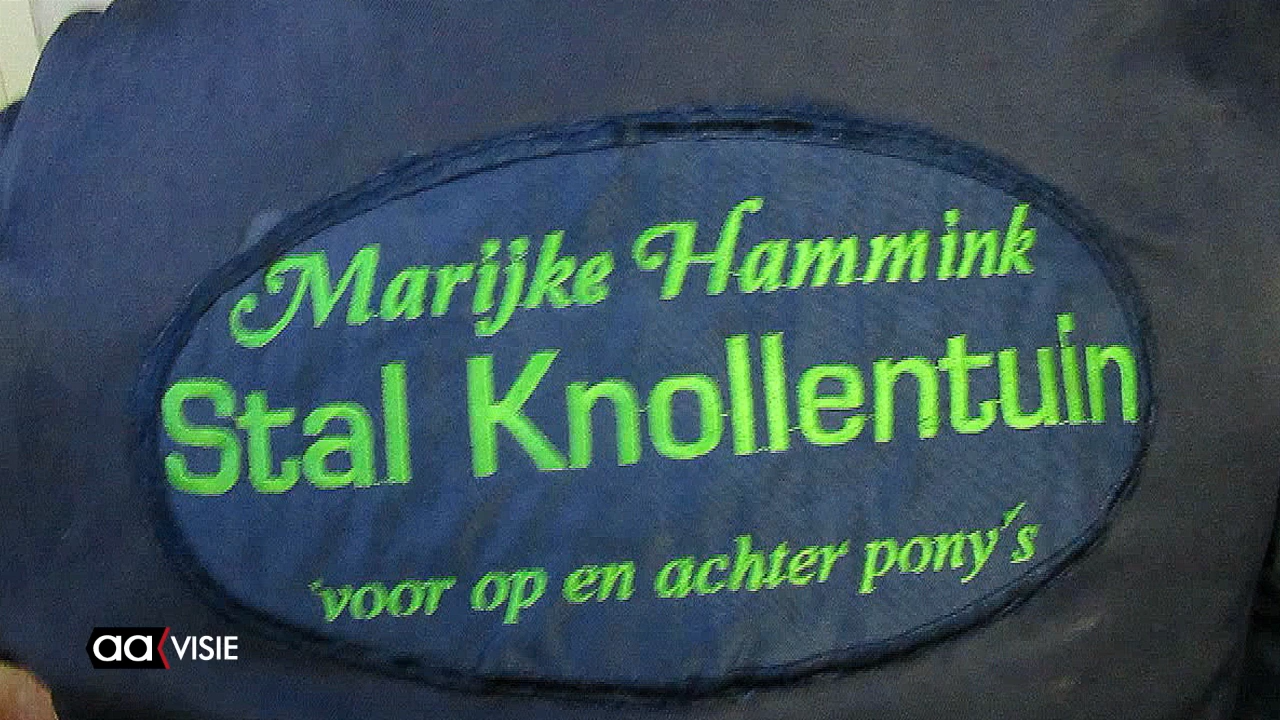 Marijke Hammink
Stal Knollentuin
'voor op en achter pony's
aa VISIE